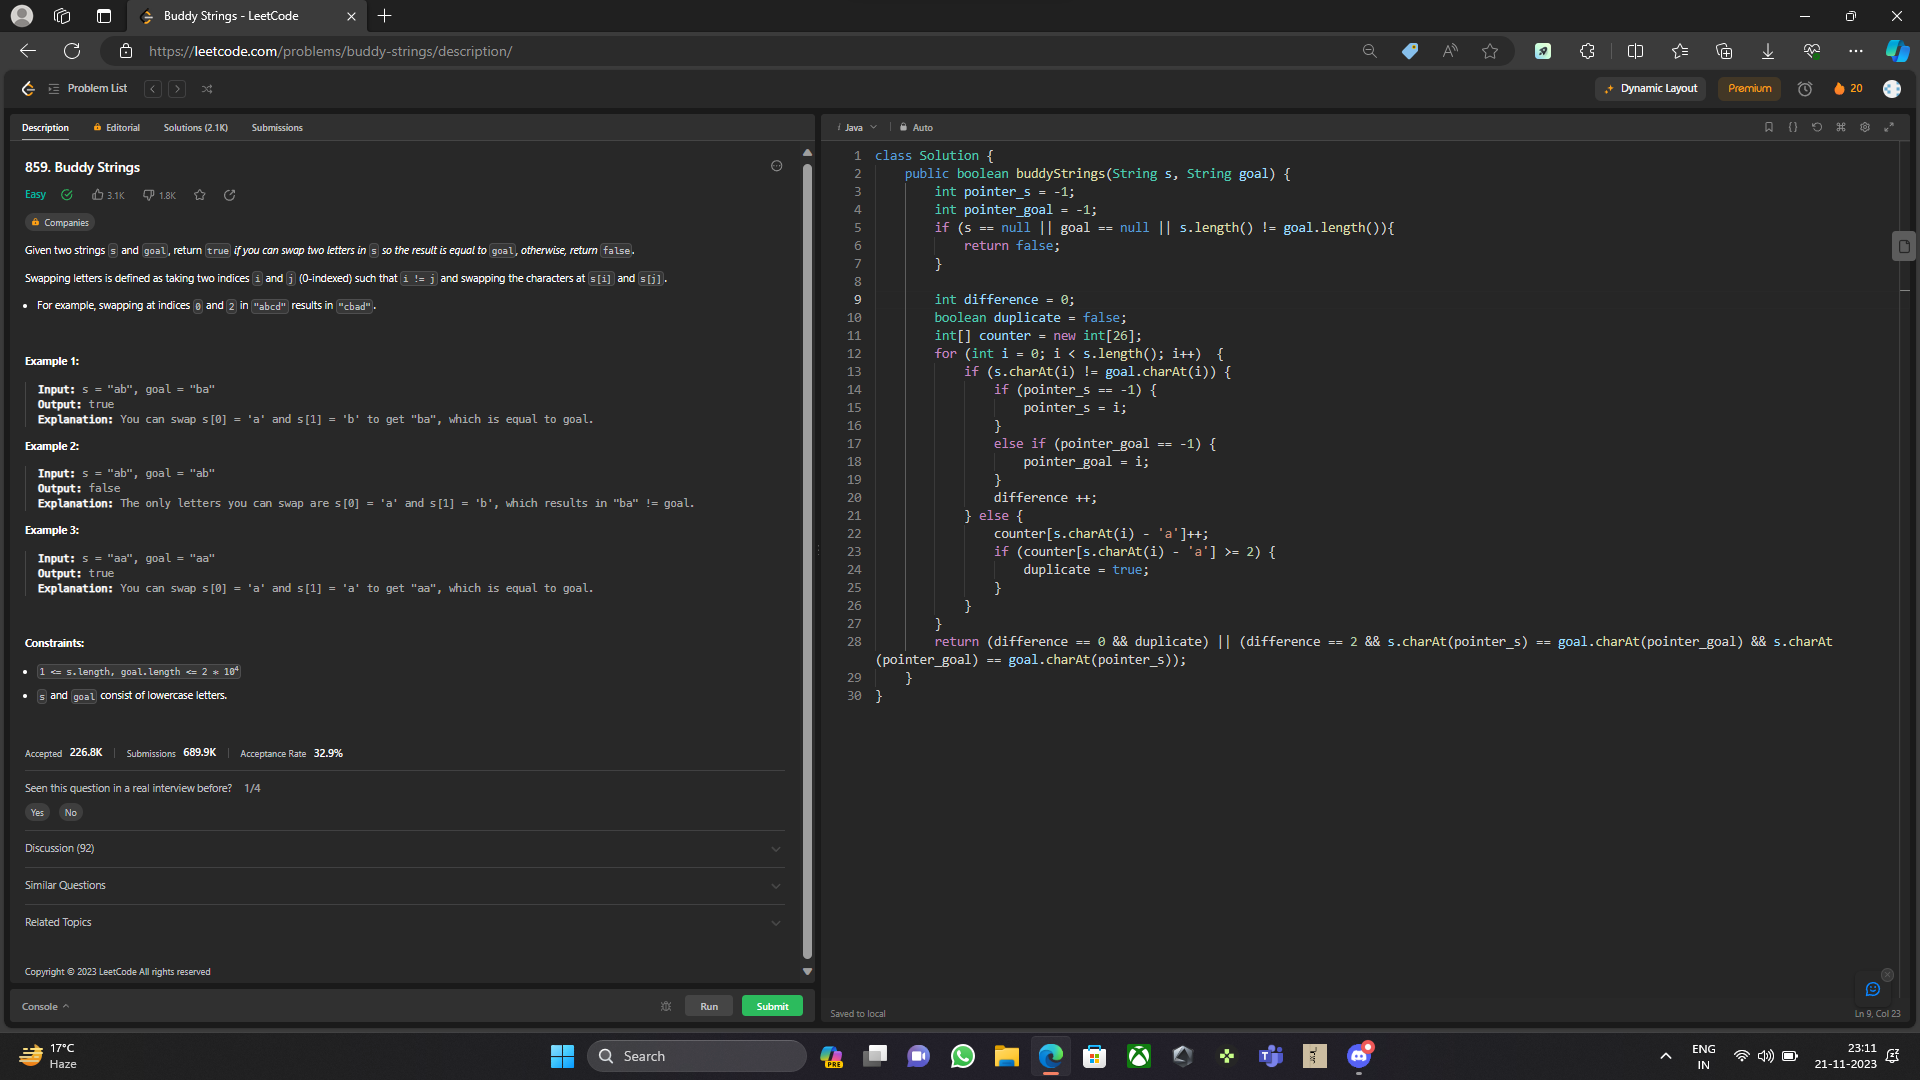 Buddy Strings - LeetCode
https://leetcode.com/problems/buddy-strings/description/
Problem List
Dynamic Layout
Premium
20
Description
Editorial
Solutions (2.1K)
Submissions
859. Buddy Strings
Easy
3.1K
1.8K
Companies
Given two strings s and goal, return true if you can swap two letters in s so the result is equal to goal, otherwise, return false.
Swapping letters is defined as taking two indices i and j (0-indexed) such that i != j and swapping the characters at s[i] and s[j].
• For example, swapping at indices 0 and 2 in "abcd" results in "cbad".
Example 1:
Input: s = "ab", goal = "ba"
Output: true
Explanation: You can swap s[0] = 'a' and s[1] = 'b' to get "ba", which is equal to goal.
Example 2:
Input: s = "ab", goal = "ab"
Output: false
Explanation: The only letters you can swap are s[0] = 'a' and s[1] = 'b', which results in "ba" != goal.
Example 3:
Input: s = "aa", goal = "aa"
Output: true
Explanation: You can swap s[0] = 'a' and s[1] = 'a' to get "aa", which is equal to goal.
Constraints:
• 1 <= s.length, goal.length <= 2 * 10⁴
• s and goal consist of lowercase letters.
Accepted 226.8K
Submissions 689.9K
Acceptance Rate 32.9%
Seen this question in a real interview before? 1/4
Yes
No
Discussion (92)
Similar Questions
Related Topics
Copyright © 2023 LeetCode All rights reserved
Console
Run
Submit
i Java
Auto
1 class Solution {
2     public boolean buddyStrings(String s, String goal) {
3         int pointer_s = -1;
4         int pointer_goal = -1;
5         if (s == null || goal == null || s.length() != goal.length()){
6             return false;
7         }
8
9         int difference = 0;
10         boolean duplicate = false;
11         int[] counter = new int[26];
12         for (int i = 0; i < s.length(); i++)  {
13             if (s.charAt(i) != goal.charAt(i)) {
14                 if (pointer_s == -1) {
15                     pointer_s = i;
16                 }
17                 else if (pointer_goal == -1) {
18                     pointer_goal = i;
19                 }
20                 difference ++;
21             } else {
22                 counter[s.charAt(i) - 'a']++;
23                 if (counter[s.charAt(i) - 'a'] >= 2) {
24                     duplicate = true;
25                 }
26             }
27         }
28         return (difference == 0 && duplicate) || (difference == 2 && s.charAt(pointer_s) == goal.charAt(pointer_goal) && s.charAt
(pointer_goal) == goal.charAt(pointer_s));
29     }
30 }
Saved to local
Ln 9, Col 23
17°C
Haze
Search
PRE
ENG
IN
23:11
21-11-2023